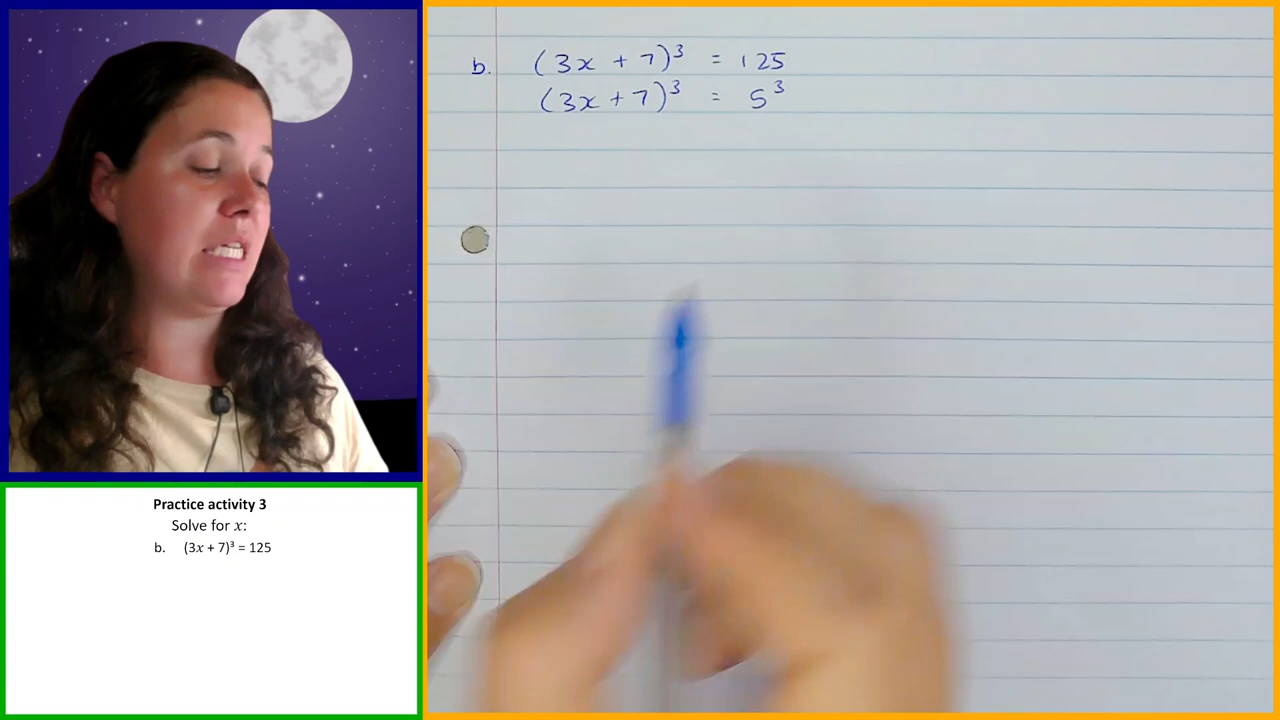 b. (3x + 7)³ = 125
(3x + 7)³ = 5³
Practice activity 3
Solve for x:
b. (3x + 7)³ = 125